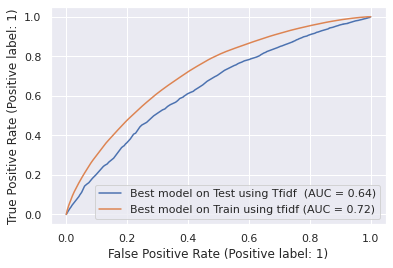 True Positive Rate (Positive label: 1)
1.0
0.8
0.6
0.4
0.2
0.0
Best model on Test using Tfidf (AUC = 0.64)
Best model on Train using tfidf (AUC = 0.72)
0.0 0.2 0.4 0.6 0.8 1.0
False Positive Rate (Positive label: 1)